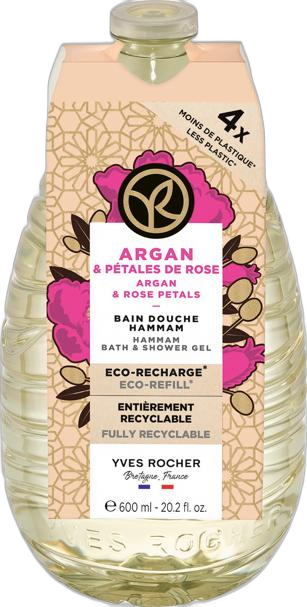 4x
MOINS DE PLASTIQUE*
LESS PLASTIC*
ARGAN
& PÉTALES DE ROSE
ARGAN
& ROSE PETALS
BAIN DOUCHE
HAMMAM
HAMMAM
BATH & SHOWER GEL
ECO-RECHARGE*
ECO-REFILL*
ENTIÈREMENT
RECYCLABLE
FULLY RECYCLABLE
YVES ROCHER
Bretagne, France
℮ 600 ml - 20.2 fl. oz.
YVES ROCHER